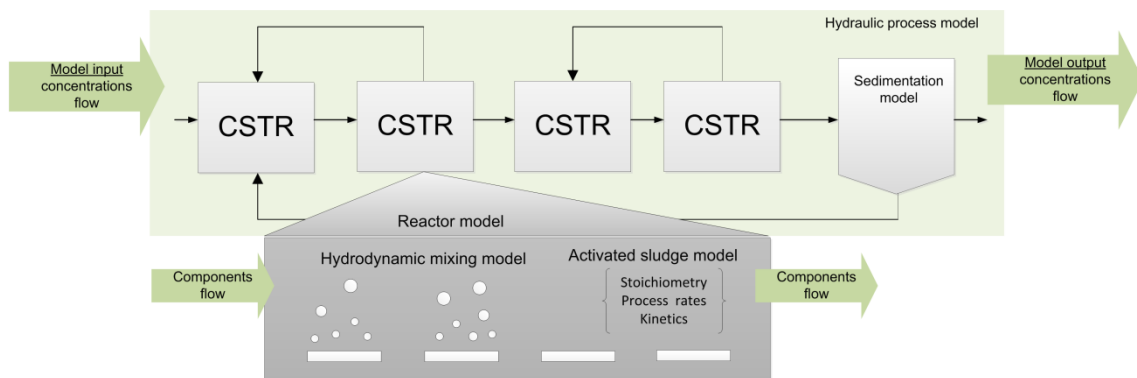 Hydraulic process model
Model input
concentrations
flow
CSTR
CSTR
CSTR
CSTR
Sedimentation
model
Model output
concentrations
flow
Reactor model
Hydrodynamic mixing model
Activated sludge model
Components
flow
Stoichiometry
Process rates
Kinetics
Components
flow